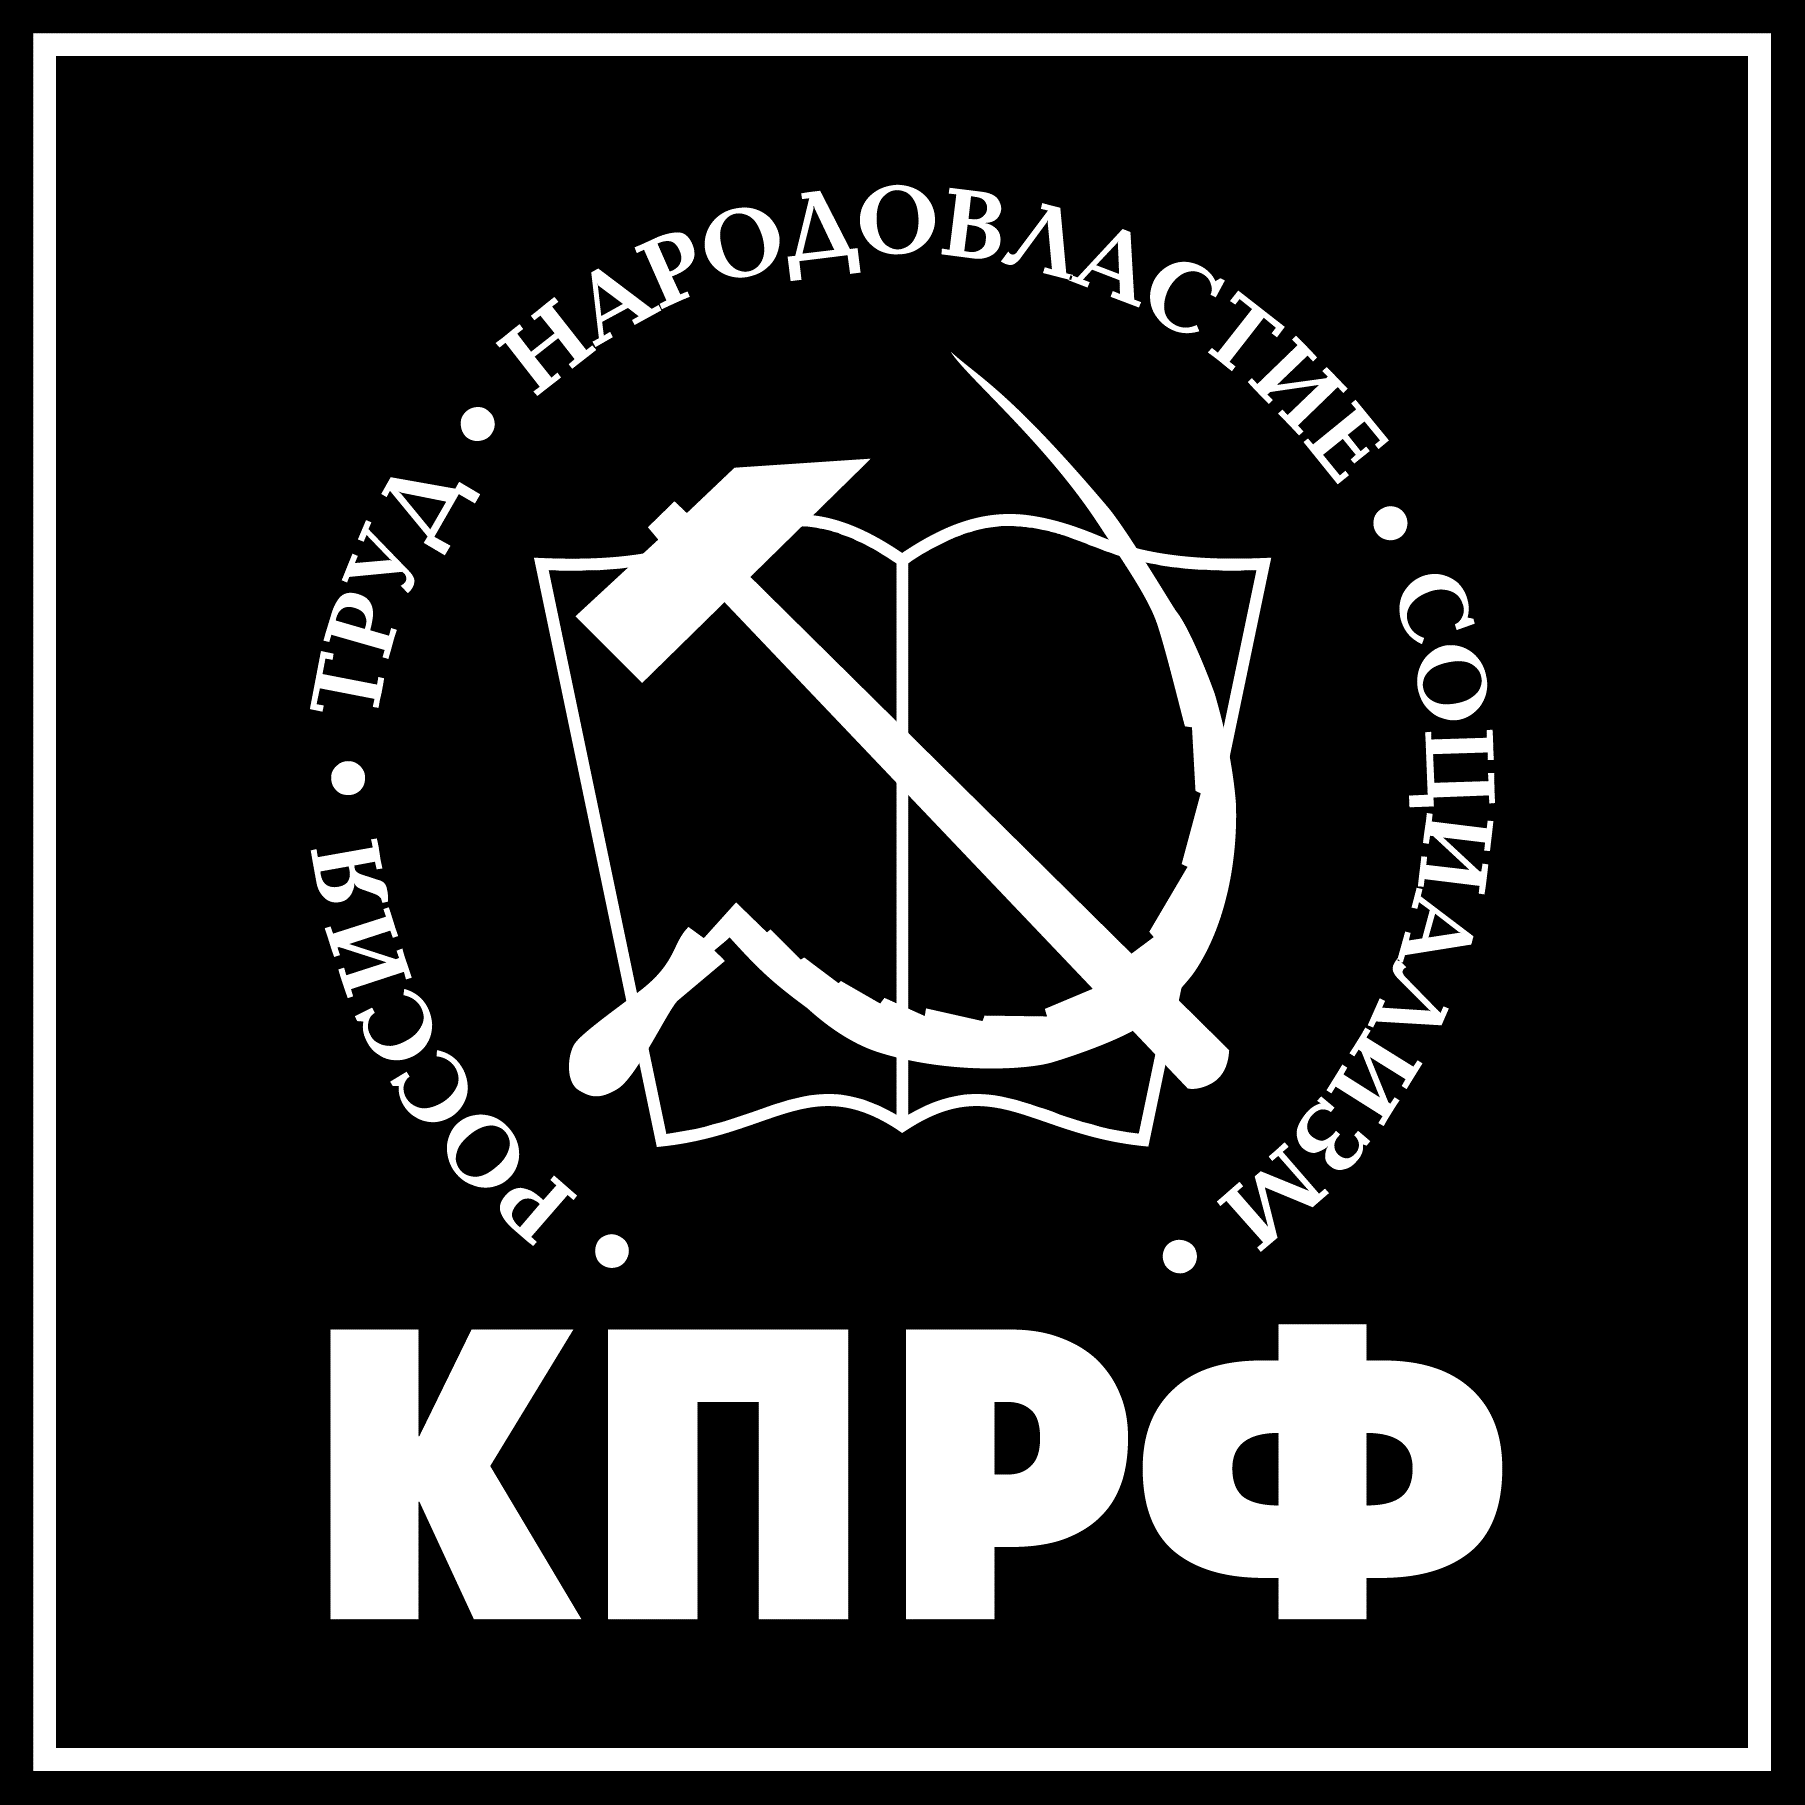 • РОССИЯ • ТРУД • НАРОДОВЛАСТИЕ • СОЦИАЛИЗМ •
КПРФ